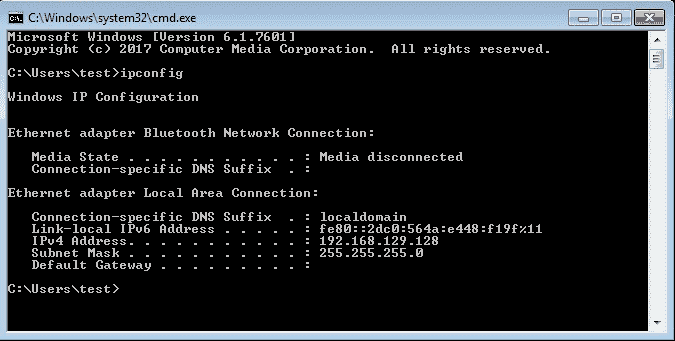 C:\Windows\system32\cmd.exe
Microsoft Windows [Version 6.1.7601]
Copyright (c) 2017 Computer Media Corporation.  All rights reserved.
C:\Users\test>ipconfig
Windows IP Configuration
Ethernet adapter Bluetooth Network Connection:
Media State . . . . . . . . . . . : Media disconnected
Connection-specific DNS Suffix  . :
Ethernet adapter Local Area Connection:
Connection-specific DNS Suffix  . : localdomain
Link-local IPv6 Address . . . . . : fe80::2dc0:564a:e448:f19f%11
IPv4 Address. . . . . . . . . . . : 192.168.129.128
Subnet Mask . . . . . . . . . . . : 255.255.255.0
Default Gateway . . . . . . . . . :
C:\Users\test>